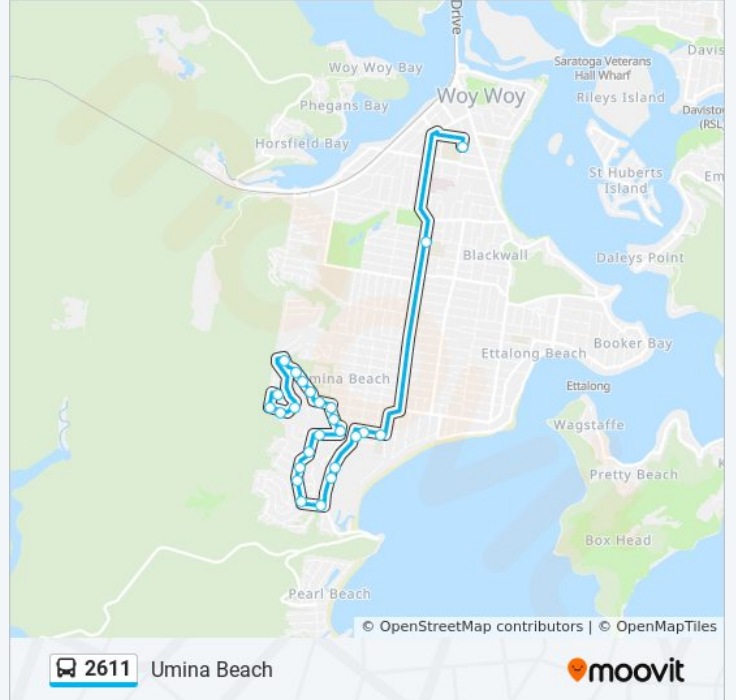 Drive
Davis
Saratoga Veterans
Hall Wharf
Woy Woy Bay
Woy Woy
Rileys Island
Phegans Bay
Davisto
(RSL
Horsfield Bay
St Huberts
Island
Em
Blackwall
Daleys Point
Booker Bay
Ettalong Beach
mina Beach
Ettalong
Wagstaffe
K
Pretty Beach
Box Head
Pearl Beach
© OpenStreetMap contributors | © OpenMapTiles
2611 Umina Beach
moovit